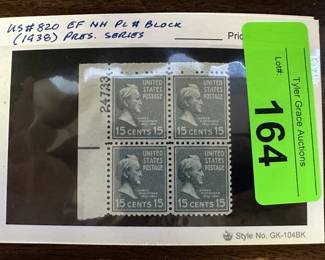 US#820 EF NH PL# BLOCK
(1938) PRES. SERIES
Pric
Lot#:
Tyler Grace Auctions
164
24733
UNITED
STATES
POSTAGE
15 CENTS 15
UNITED
STATES
POSTAGE
15 CENTS 15
UNITED
STATES
POSTAGE
15 CENTS 15
UNITED
STATES
POSTAGE
15 CENTS 15
Style No. GK-104BK